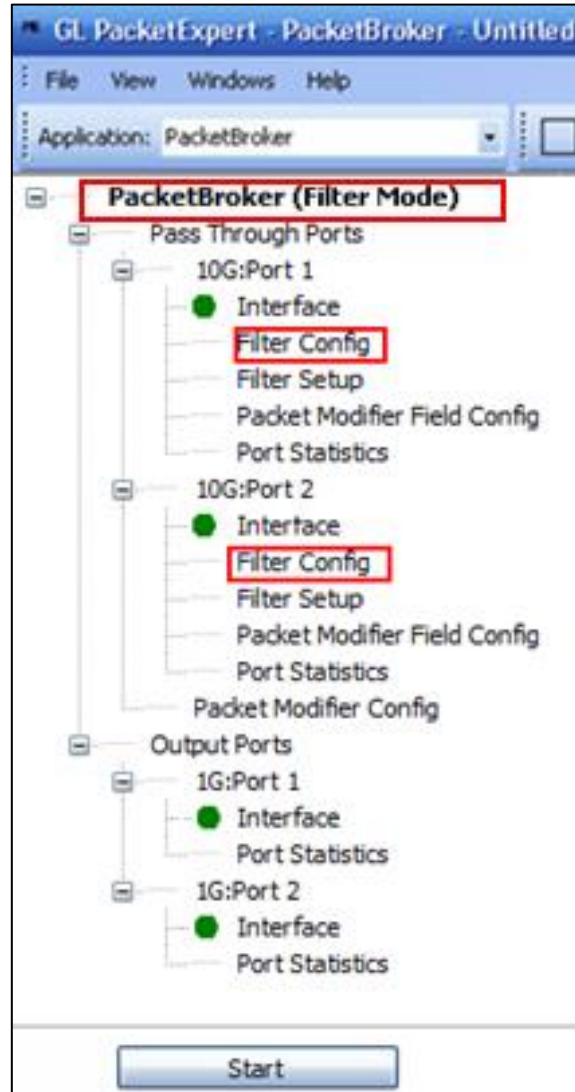 GL PacketExpert - PacketBroker - Untitled
File View Windows Help
Application: PacketBroker
PacketBroker (Filter Mode)
Pass Through Ports
10G:Port 1
Interface
Filter Config
Filter Setup
Packet Modifier Field Config
Port Statistics
10G:Port 2
Interface
Filter Config
Filter Setup
Packet Modifier Field Config
Port Statistics
Packet Modifier Config
Output Ports
1G:Port 1
Interface
Port Statistics
1G:Port 2
Interface
Port Statistics
Start